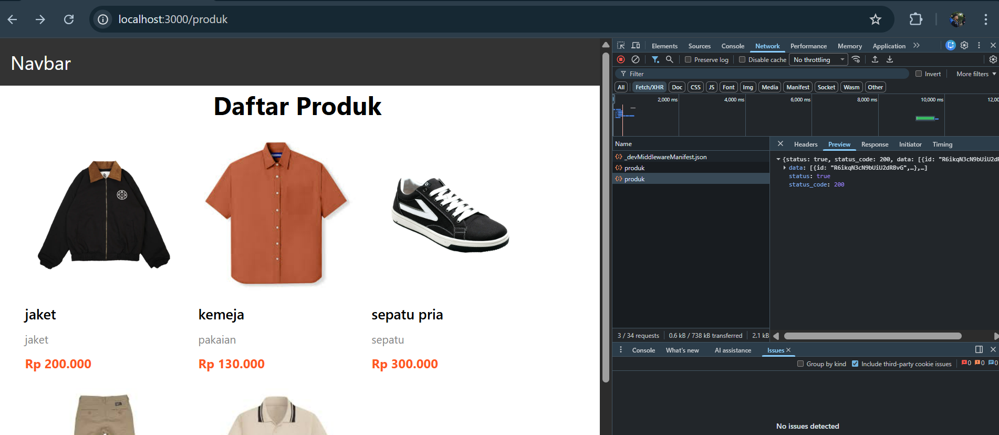 localhost:3000/produk
Navbar
Daftar Produk
jaket
jaket
Rp 200.000
kemeja
pakaian
Rp 130.000
sepatu pria
sepatu
Rp 300.000
Elements Sources Console Network Performance Memory Application
Preserve log Disable cache No throttling
Filter Invert More filters
All Fetch/XHR Doc CSS JS Font Img Media Manifest Socket Wasm Other
2,000 ms 4,000 ms 6,000 ms 8,000 ms 10,000 ms 12,00
Name
_devMiddlewareManifest.json
produk
produk
Headers Preview Response Initiator Timing
{status: true, status_code: 200, data: [{id: "R6ikqN3cN9bUiU2dR
data: [{id: "R6ikqN3cN9bUiU2dRBvG",…},…]
status: true
status_code: 200
3 / 34 requests 0.6 kB / 738 kB transferred 2.1 kB
Console What's new AI assistance Issues
Group by kind Include third-party cookie issues 0 0 0
No issues detected